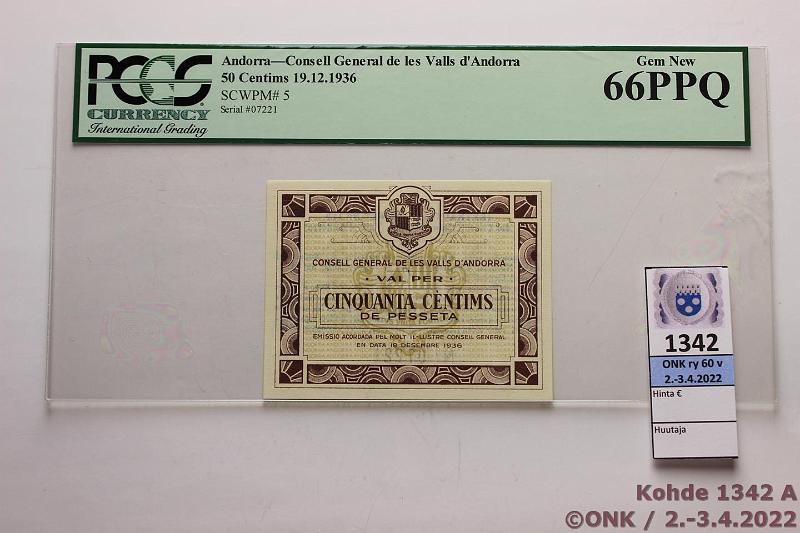 PCGS
CURRENCY
International Grading
Andorra—Consell General de les Valls d'Andorra
50 Centims 19.12.1936
SCWPM# 5
Serial #07221
Gem New
66PPQ
CONSELL GENERAL DE LES VALLS D'ANDORRA
· VAL PER ·
CINQUANTA CÈNTIMS
DE PESSETA
EMISSIO ACORDADA PEL MOLT IL·LUSTRE CONSELL GENERAL
EN DATA 19 DESEMBRE 1936
1342
ONK ry 60 v
2.-3.4.2022
Hinta €
Huutaja
Kohde 1342 A
©ONK / 2.-3.4.2022